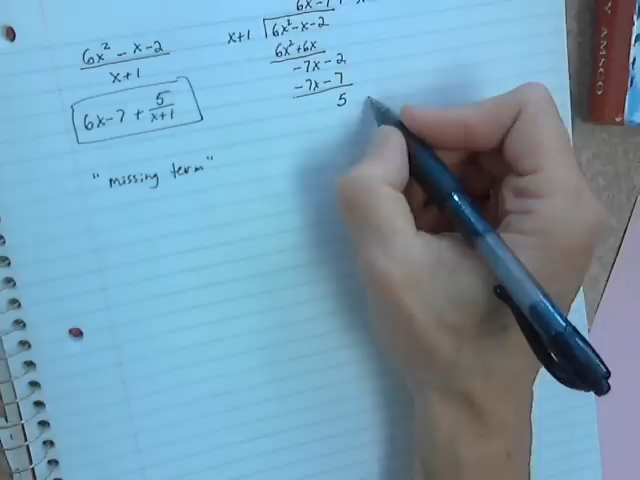 6x² - x - 2
x + 1
6x - 7 + 5
x+1
6x - 7 +
x+1 6x² - x - 2
6x² + 6x
-7x - 2
-7x - 7
5
"missing term"
AMSCO